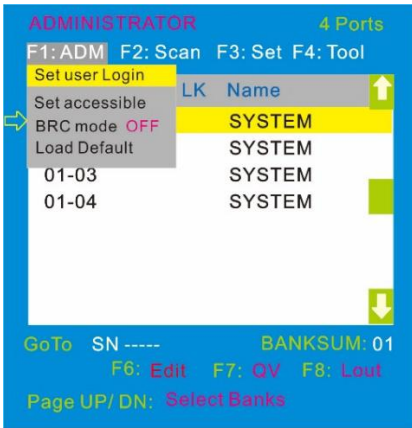 ADMINISTRATOR 4 Ports
F1: ADM F2: Scan F3: Set F4: Tool
Set user Login
LK Name
Set accessible
BRC mode OFF SYSTEM
Load Default SYSTEM
01-03 SYSTEM
01-04 SYSTEM
GoTo SN ----- BANKSUM: 01
F6: Edit F7: QV F8: Lout
Page UP/ DN: Select Banks